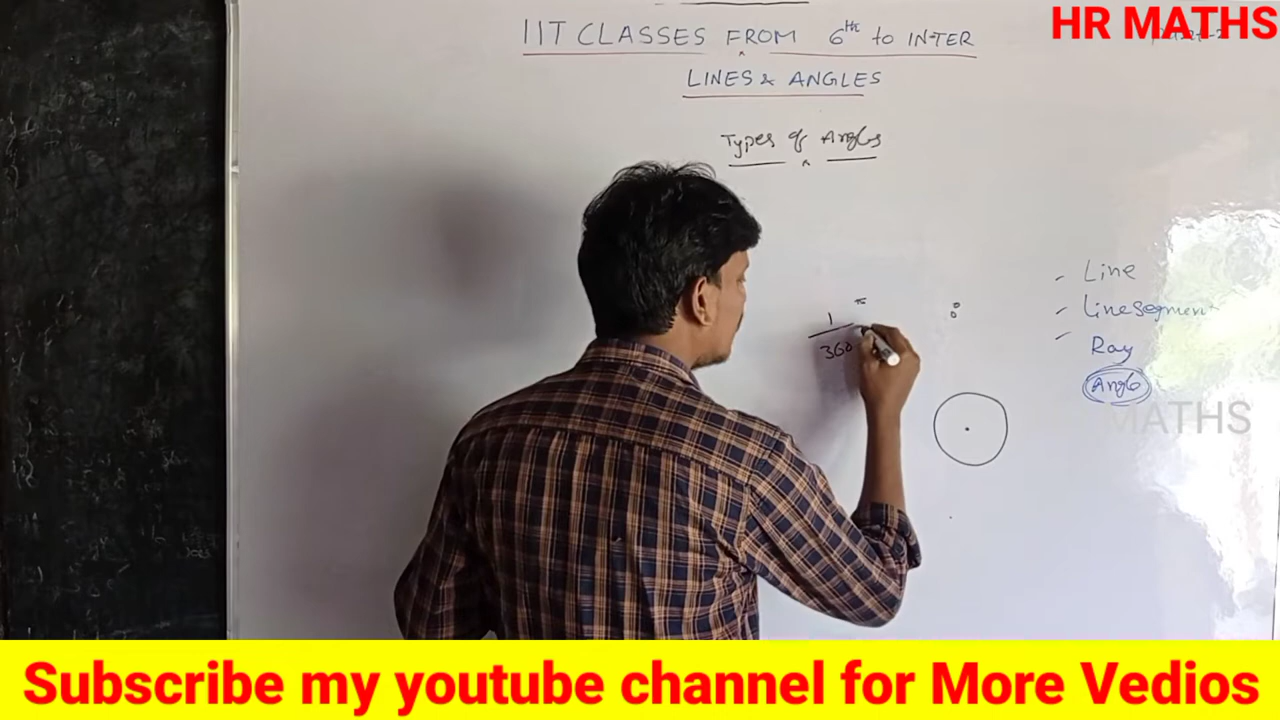 HR MATHS
IIT CLASSES FROM 6th to INTER
LINES & ANGLES
Types of Angles
Line
Linesegment
Ray
Angle
1
360
MATHS
Subscribe my youtube channel for More Vedios